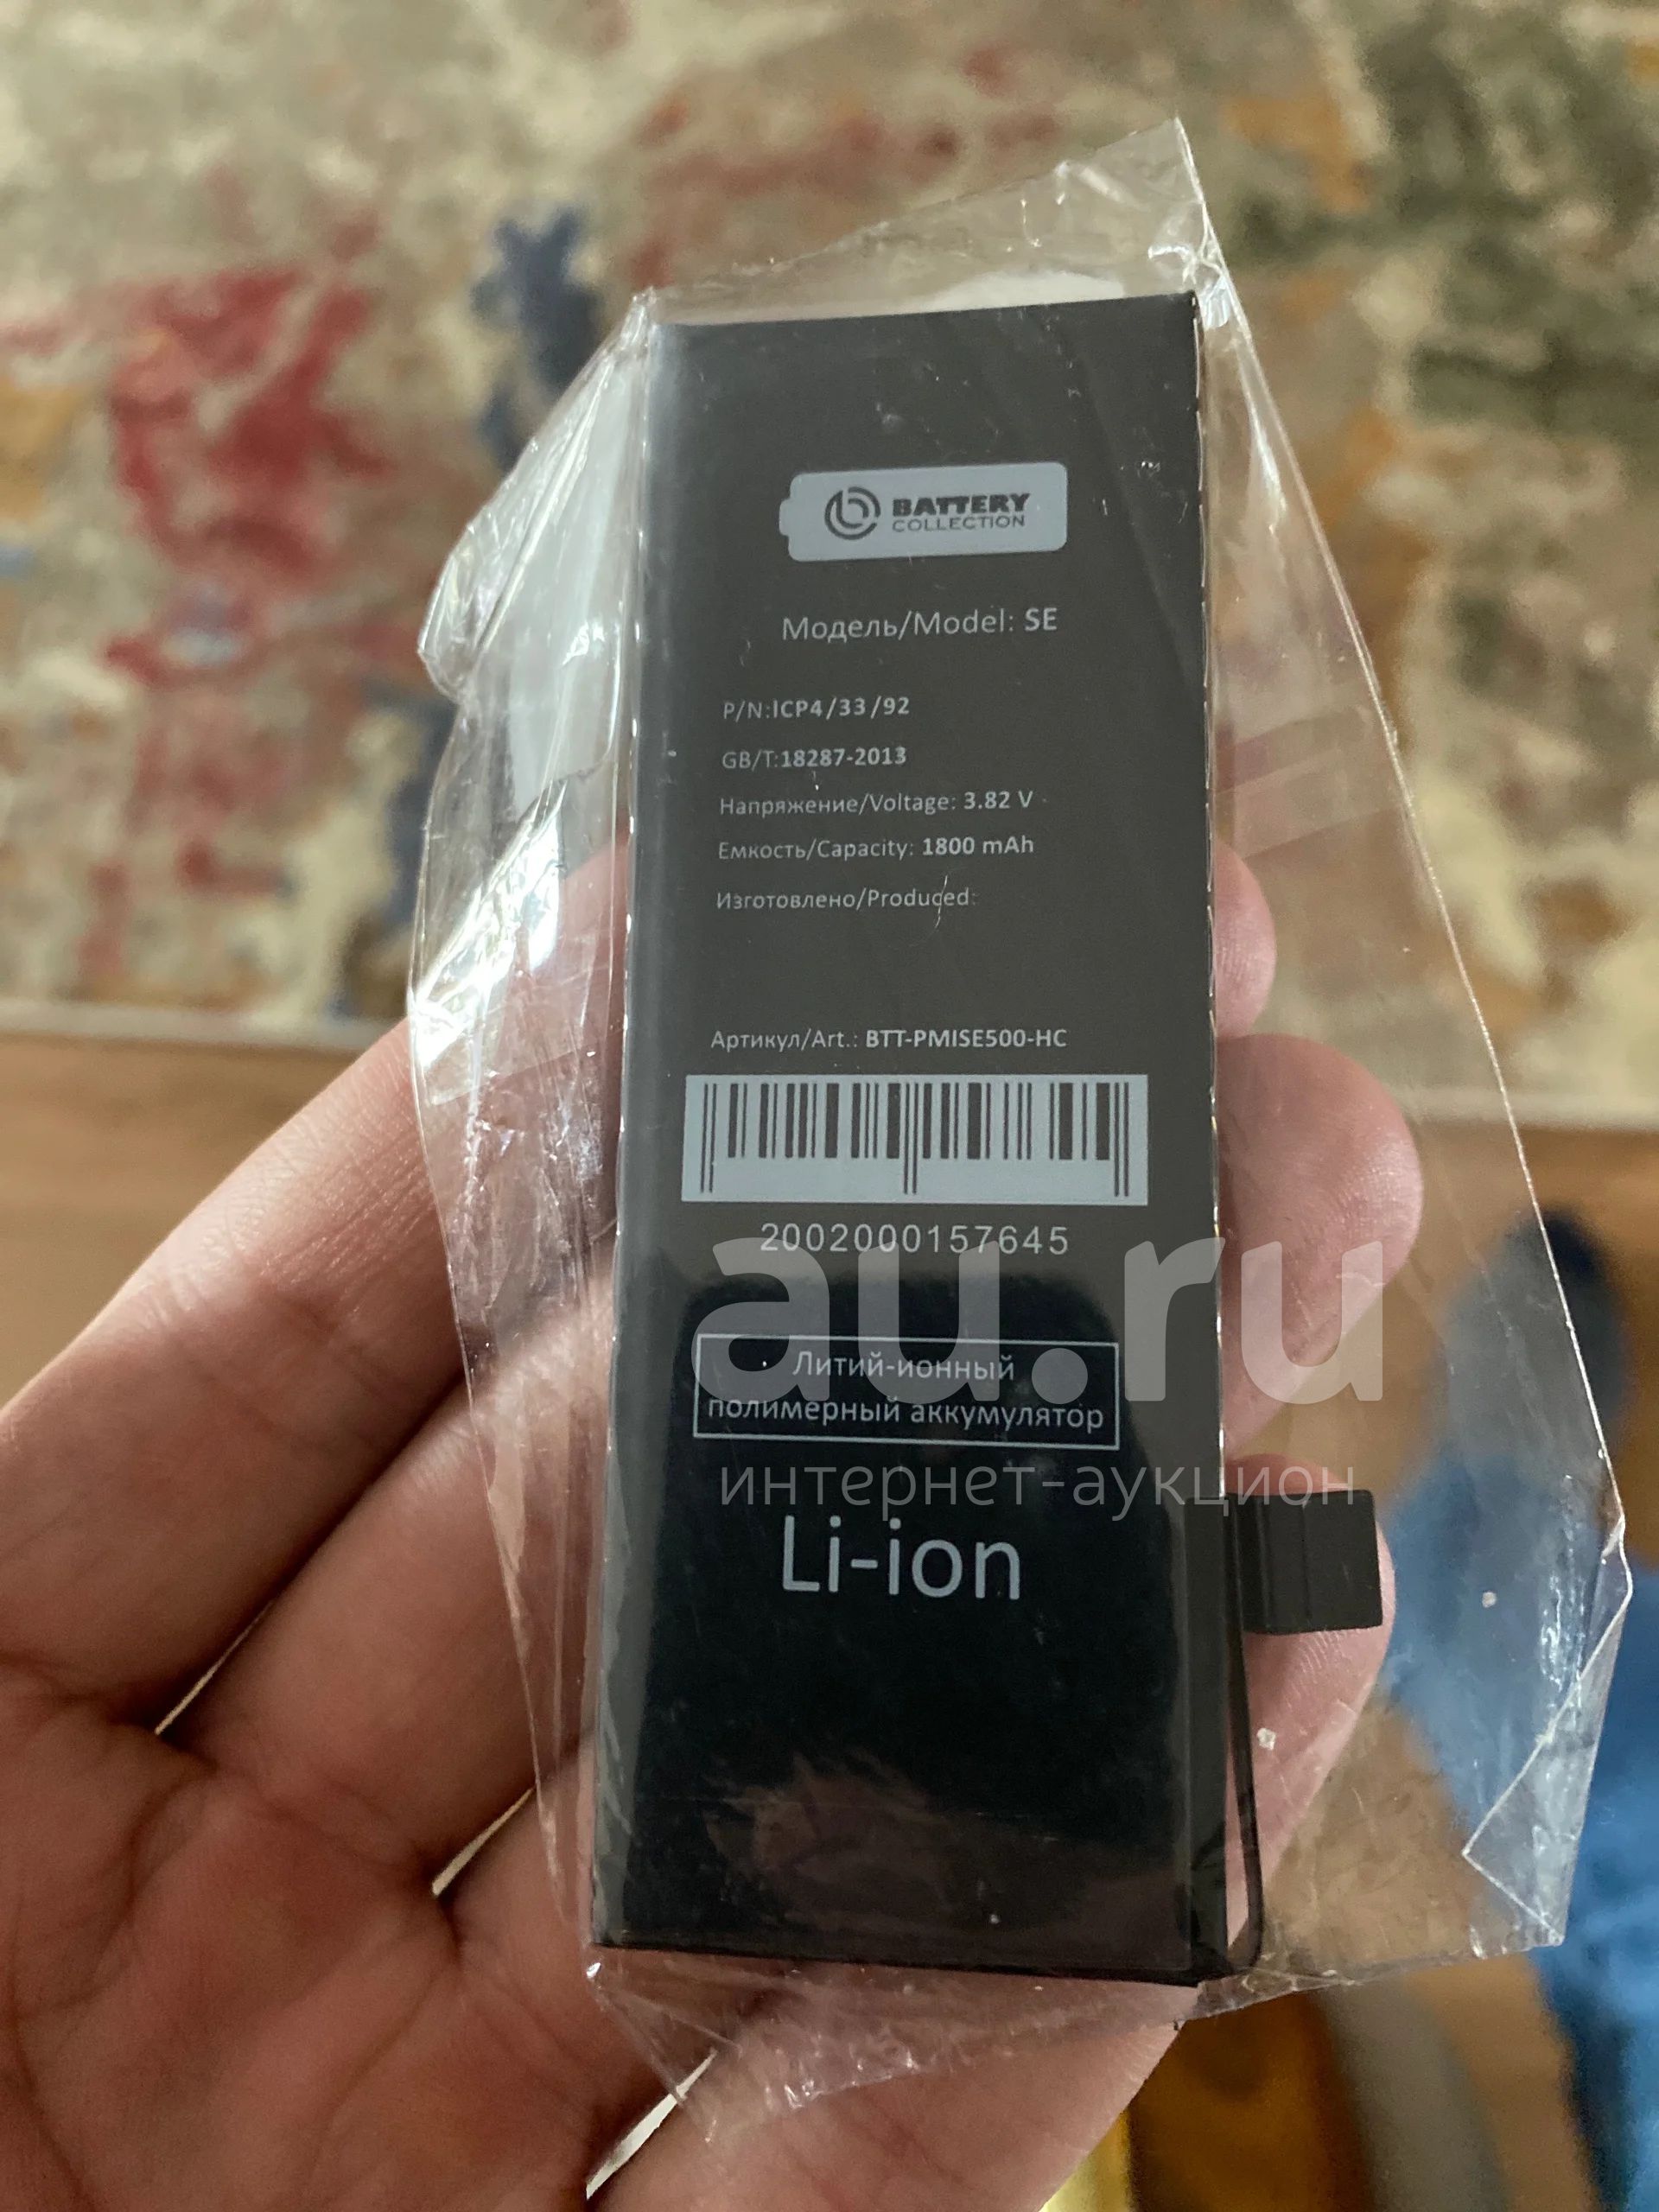 BATTERY
COLLECTION
Модель/Model: SE
P/N:ICP4/33/92
GB/T:18287-2013
Напряжение/Voltage: 3.82 V
Емкость/Capacity: 1800 mAh
Изготовлено/Produced:
Артикул/Art.: BTT-PMISE500-HC
2002000157645
au.ru
Литий-ионный
полимерный аккумулятор
интернет-аукцион
Li-ion